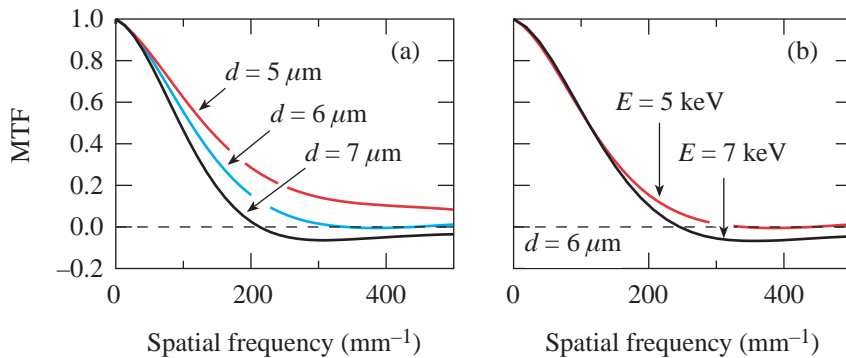 1.0
0.8
0.6
0.4
0.2
0.0
–0.2
MTF
(a)
d = 5 μm
d = 6 μm
d = 7 μm
0
200
400
Spatial frequency (mm–1)
(b)
E = 5 keV
E = 7 keV
d = 6 μm
0
200
400
Spatial frequency (mm–1)